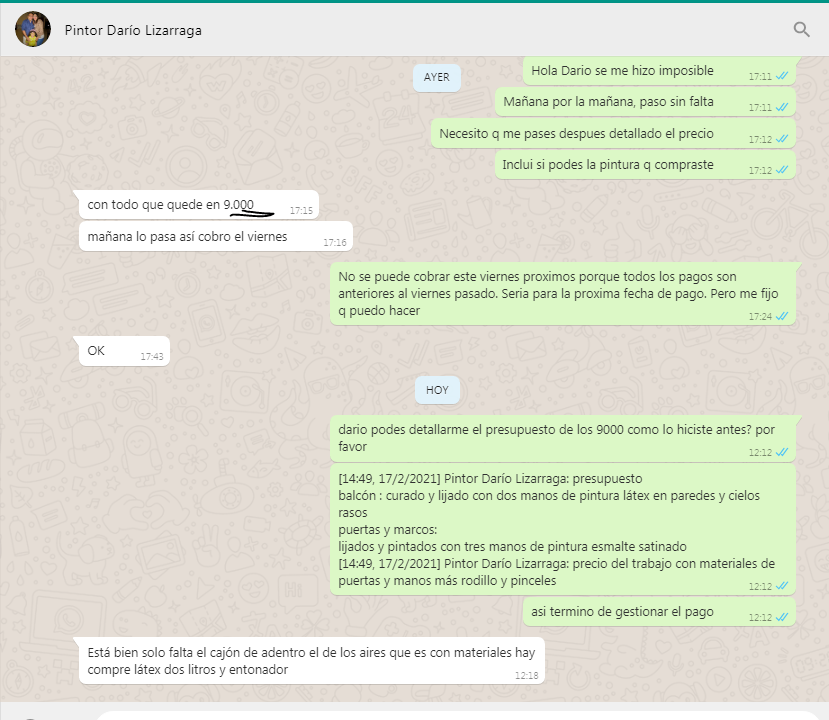 Pintor Darío Lizarraga
AYER
Hola Dario se me hizo imposible
17:11
Mañana por la mañana, paso sin falta
17:11
Necesito q me pases despues detallado el precio
17:12
Inclui si podes la pintura q compraste
17:12
con todo que quede en 9.000
17:15
mañana lo pasa así cobro el viernes
17:16
No se puede cobrar este viernes proximos porque todos los pagos son
anteriores al viernes pasado. Seria para la proxima fecha de pago. Pero me fijo
q puedo hacer
17:24
OK
17:43
HOY
dario podes detallarme el presupuesto de los 9000 como lo hiciste antes? por
favor
12:12
[14:49, 17/2/2021] Pintor Darío Lizarraga: presupuesto
balcón : curado y lijado con dos manos de pintura látex en paredes y cielos
rasos
puertas y marcos:
lijados y pintados con tres manos de pintura esmalte satinado
[14:49, 17/2/2021] Pintor Darío Lizarraga: precio del trabajo con materiales de
puertas y manos más rodillo y pinceles
12:12
asi termino de gestionar el pago
12:12
Está bien solo falta el cajón de adentro el de los aires que es con materiales hay
compre látex dos litros y entonador
12:18